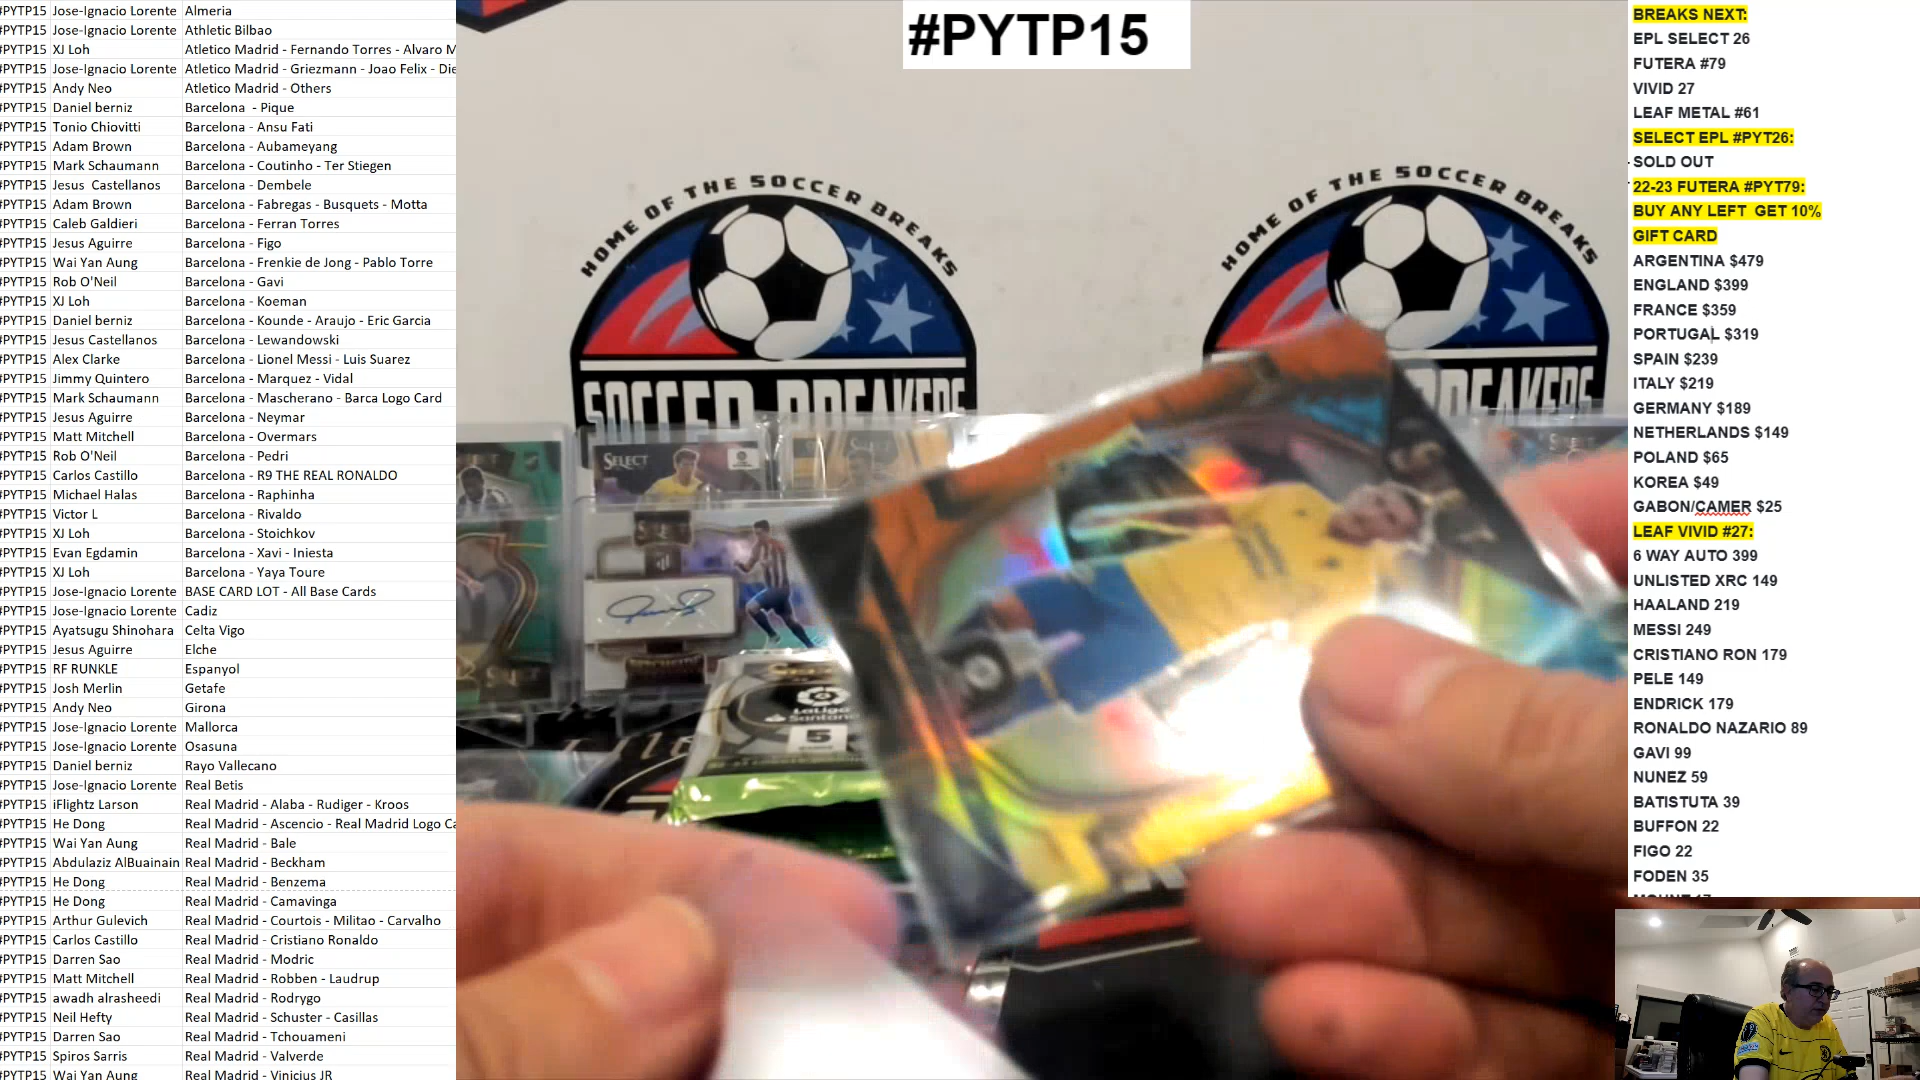 #PYTP15
#PYTP15 Jose-Ignacio Lorente Almeria
#PYTP15 Jose-Ignacio Lorente Athletic Bilbao
#PYTP15 XJ Loh Atletico Madrid - Fernando Torres - Alvaro M
#PYTP15 Jose-Ignacio Lorente Atletico Madrid - Griezmann - Joao Felix - Die
#PYTP15 Andy Neo Atletico Madrid - Others
#PYTP15 Daniel berniz Barcelona - Pique
#PYTP15 Tonio Chiovitti Barcelona - Ansu Fati
#PYTP15 Adam Brown Barcelona - Aubameyang
#PYTP15 Mark Schaumann Barcelona - Coutinho - Ter Stiegen
#PYTP15 Jesus Castellanos Barcelona - Dembele
#PYTP15 Adam Brown Barcelona - Fabregas - Busquets - Motta
#PYTP15 Caleb Galdieri Barcelona - Ferran Torres
#PYTP15 Jesus Aguirre Barcelona - Figo
#PYTP15 Wai Yan Aung Barcelona - Frenkie de Jong - Pablo Torre
#PYTP15 Rob O'Neil Barcelona - Gavi
#PYTP15 XJ Loh Barcelona - Koeman
#PYTP15 Daniel berniz Barcelona - Kounde - Araujo - Eric Garcia
#PYTP15 Jesus Castellanos Barcelona - Lewandowski
#PYTP15 Alex Clarke Barcelona - Lionel Messi - Luis Suarez
#PYTP15 Jimmy Quintero Barcelona - Marquez - Vidal
#PYTP15 Mark Schaumann Barcelona - Mascherano - Barca Logo Card
#PYTP15 Jesus Aguirre Barcelona - Neymar
#PYTP15 Matt Mitchell Barcelona - Overmars
#PYTP15 Rob O'Neil Barcelona - Pedri
#PYTP15 Carlos Castillo Barcelona - R9 THE REAL RONALDO
#PYTP15 Michael Halas Barcelona - Raphinha
#PYTP15 Victor L Barcelona - Rivaldo
#PYTP15 XJ Loh Barcelona - Stoichkov
#PYTP15 Evan Egdamin Barcelona - Xavi - Iniesta
#PYTP15 XJ Loh Barcelona - Yaya Toure
#PYTP15 Jose-Ignacio Lorente BASE CARD LOT - All Base Cards
#PYTP15 Jose-Ignacio Lorente Cadiz
#PYTP15 Ayatsugu Shinohara Celta Vigo
#PYTP15 Jesus Aguirre Elche
#PYTP15 RF RUNKLE Espanyol
#PYTP15 Josh Merlin Getafe
#PYTP15 Andy Neo Girona
#PYTP15 Jose-Ignacio Lorente Mallorca
#PYTP15 Jose-Ignacio Lorente Osasuna
#PYTP15 Daniel berniz Rayo Vallecano
#PYTP15 Jose-Ignacio Lorente Real Betis
#PYTP15 iFlightz Larson Real Madrid - Alaba - Rudiger - Kroos
#PYTP15 He Dong Real Madrid - Ascencio - Real Madrid Logo Ca
#PYTP15 Wai Yan Aung Real Madrid - Bale
#PYTP15 Abdulaziz AlBuainain Real Madrid - Beckham
#PYTP15 He Dong Real Madrid - Benzema
#PYTP15 He Dong Real Madrid - Camavinga
#PYTP15 Arthur Gulevich Real Madrid - Courtois - Militao - Carvalho
#PYTP15 Carlos Castillo Real Madrid - Cristiano Ronaldo
#PYTP15 Darren Sao Real Madrid - Modric
#PYTP15 Matt Mitchell Real Madrid - Robben - Laudrup
#PYTP15 awadh alrasheedi Real Madrid - Rodrygo
#PYTP15 Neil Hefty Real Madrid - Schuster - Casillas
#PYTP15 Darren Sao Real Madrid - Tchouameni
#PYTP15 Spiros Sarris Real Madrid - Valverde
#PYTP15 Wai Yan Aung Real Madrid - Vinicius JR
HOME OF THE SOCCER BREAKS
SOCCER BREAKERS
HOME OF THE SOCCER BREAKS
BREAKERS
SELECT
LaLiga
Santander
5
BREAKS NEXT:
EPL SELECT 26
FUTERA #79
VIVID 27
LEAF METAL #61
SELECT EPL #PYT26:
SOLD OUT
22-23 FUTERA #PYT79:
BUY ANY LEFT GET 10%
GIFT CARD
ARGENTINA $479
ENGLAND $399
FRANCE $359
PORTUGAL $319
SPAIN $239
ITALY $219
GERMANY $189
NETHERLANDS $149
POLAND $65
KOREA $49
GABON/CAMER $25
LEAF VIVID #27:
6 WAY AUTO 399
UNLISTED XRC 149
HAALAND 219
MESSI 249
CRISTIANO RON 179
PELE 149
ENDRICK 179
RONALDO NAZARIO 89
GAVI 99
NUNEZ 59
BATISTUTA 39
BUFFON 22
FIGO 22
FODEN 35